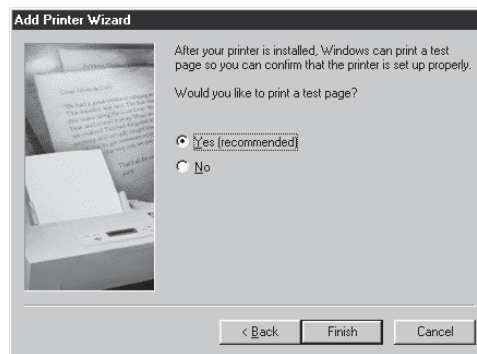 Add Printer Wizard
After your printer is installed, Windows can print a test
page so you can confirm that the printer is set up properly.
Would you like to print a test page?
Yes (recommended)
No
< Back
Finish
Cancel